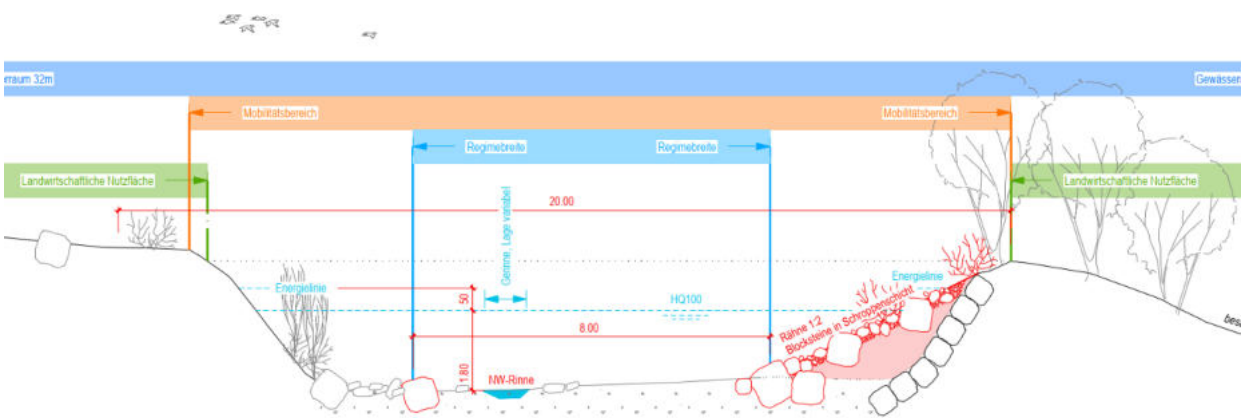 rraum 32m
Gewässer
Mobilitätsbereich
Mobilitätsbereich
Regimebreite
Regimebreite
Landwirtschaftliche Nutzfläche
Landwirtschaftliche Nutzfläche
20.00
Gerinne, Lage variabel
Energielinie
Energielinie
50
HQ100
Rähne 1:2
Blocksteine in Schroppenschicht
8.00
1.80
NW-Rinne
bes